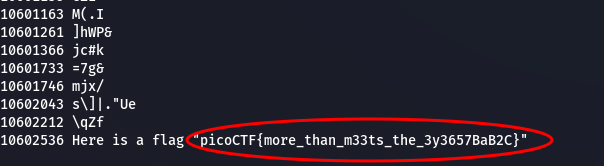 10601163 M(.I
10601261 ]hWP&
10601366 jc#k
10601733 =7g&
10601746 mjx/
10602043 s\]|."Ue
10602212 \qZf
10602536 Here is a flag "picoCTF{more_than_m33ts_the_3y3657BaB2C}"